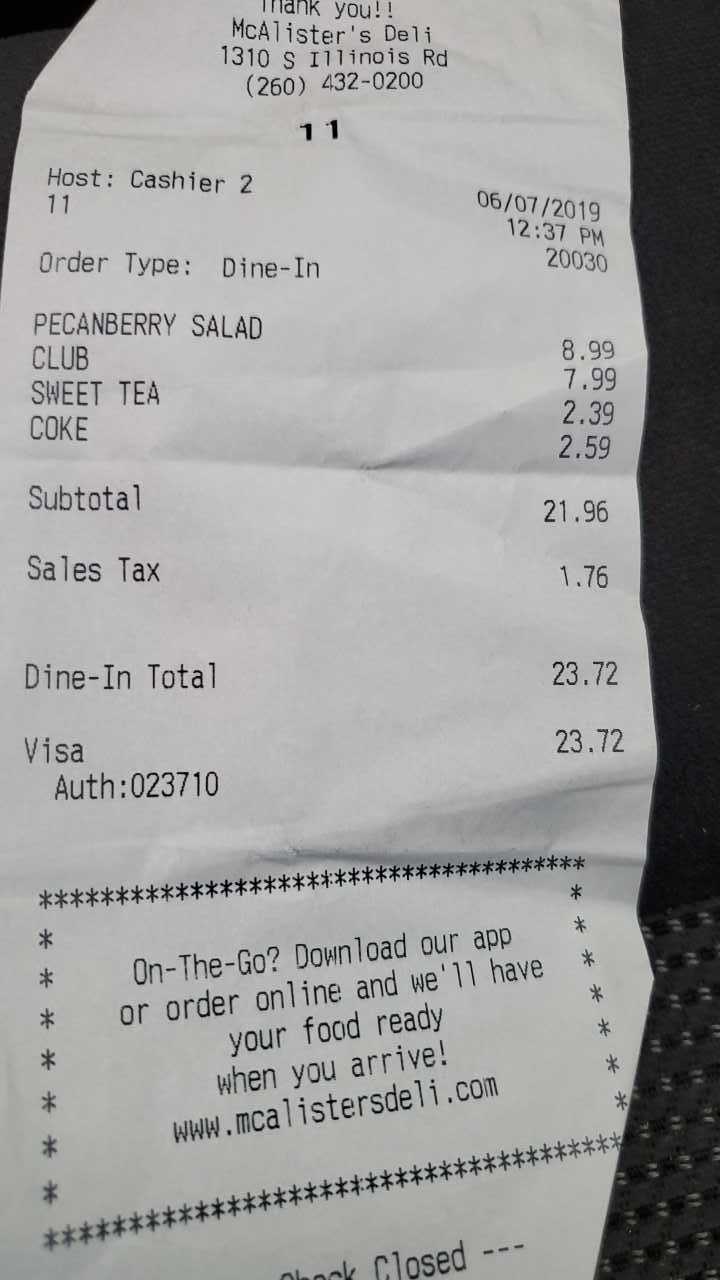 Thank you!!
McAlister's Deli
1310 S Illinois Rd
(260) 432-0200
11
Host: Cashier 2
06/07/2019
11
12:37 PM
20030
Order Type: Dine-In
PECANBERRY SALAD 8.99
CLUB 7.99
SWEET TEA 2.39
COKE 2.59
Subtotal 21.96
Sales Tax 1.76
Dine-In Total 23.72
Visa 23.72
Auth:023710
****************************************
* *
* On-The-Go? Download our app *
* or order online and we'll have *
* your food ready *
* when you arrive! *
* www.mcalistersdeli.com *
* *
****************************************
Check Closed ---